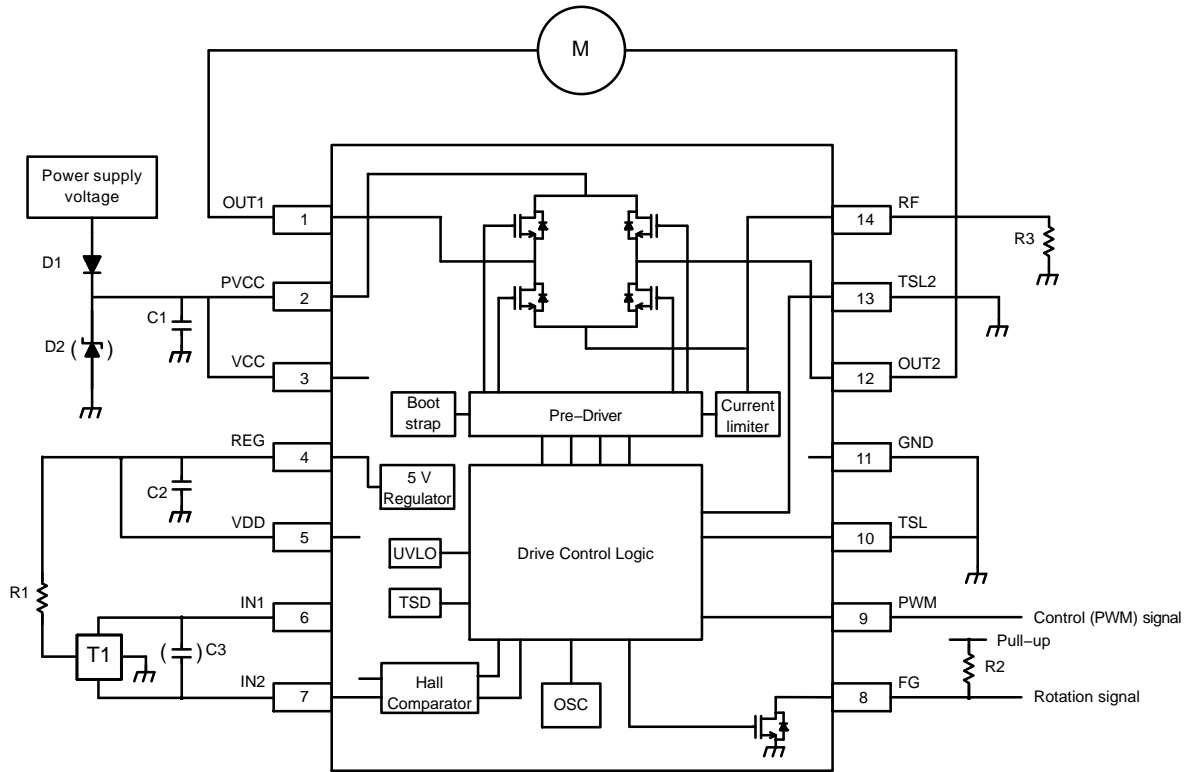 M
Power supply
voltage
D1
D2 ( )
C1
OUT1
1
PVCC
2
VCC
3
REG
4
C2
VDD
5
R1
IN1
6
T1
( ) C3
IN2
7
Boot
strap
Pre−Driver
Current
limiter
5 V
Regulator
UVLO
TSD
Drive Control Logic
Hall
Comparator
OSC
RF
14
R3
TSL2
13
OUT2
12
GND
11
TSL
10
PWM
9
Control (PWM) signal
Pull−up
R2
FG
8
Rotation signal